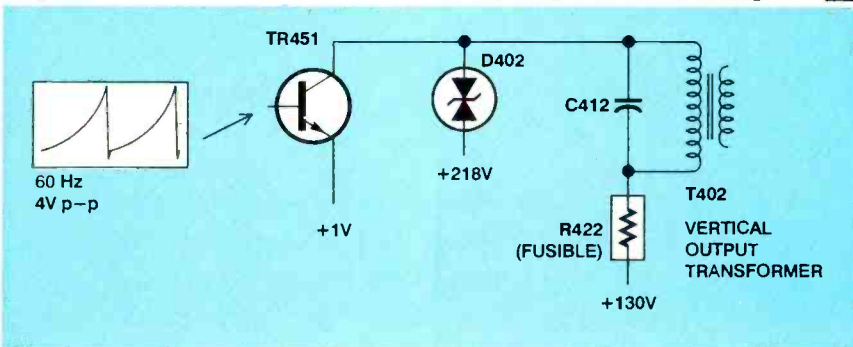 TR451
D402
C412
60 Hz
4V p-p
+218V
+1V
R422
(FUSIBLE)
T402
VERTICAL
OUTPUT
TRANSFORMER
+130V